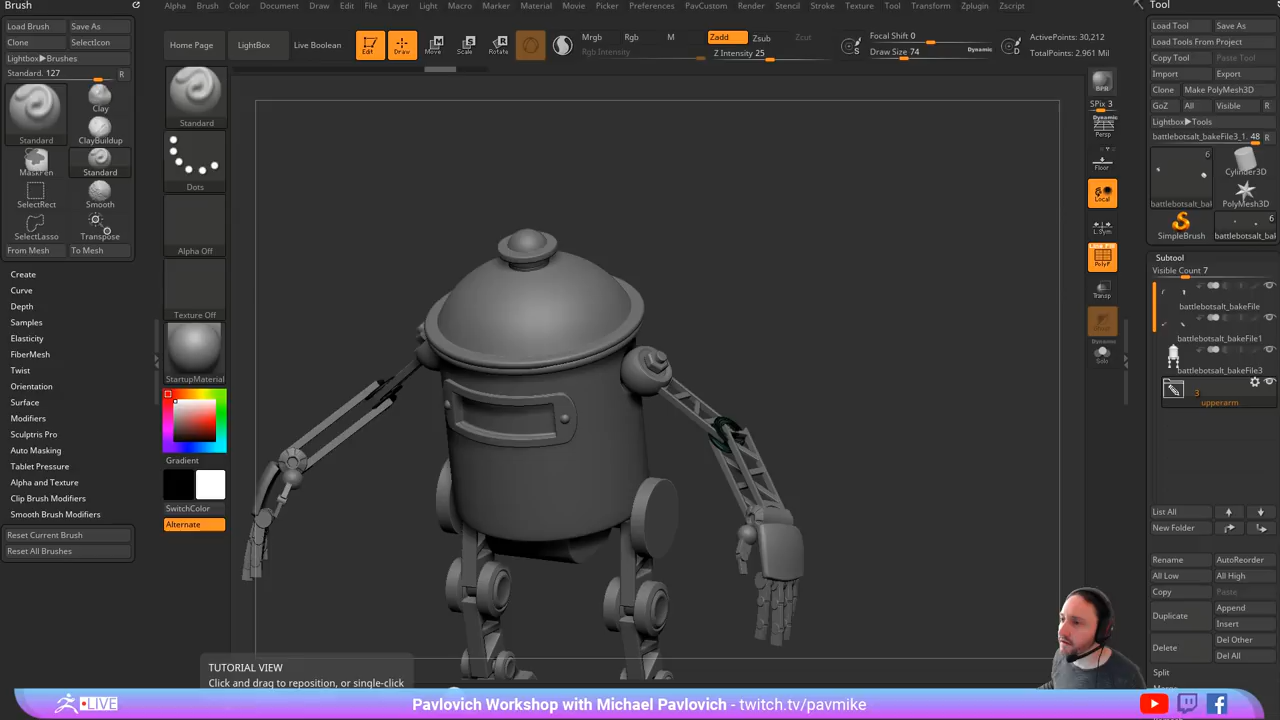 Brush
Alpha Brush Color Document Draw Edit File Layer Light Macro Marker Material Movie Picker Preferences PavCustom Render Stencil Stroke Texture Tool Transform Zplugin Zscript
Tool
Load Brush Save As
Clone SelectIcon
Lightbox▶Brushes
Standard. 127 R
Standard
Clay
ClayBuildup
MaskPen
Standard
SelectRect
Smooth
SelectLasso
Transpose
From Mesh To Mesh
Create
Curve
Depth
Samples
Elasticity
FiberMesh
Twist
Orientation
Surface
Modifiers
Sculptris Pro
Auto Masking
Tablet Pressure
Alpha and Texture
Clip Brush Modifiers
Smooth Brush Modifiers
Reset Current Brush
Reset All Brushes
Home Page LightBox Live Boolean
Edit Draw Move Scale Rotate
Mrgb Rgb M
Rgb Intensity
Zadd Zsub Zcut
Z Intensity 25
S
Focal Shift 0
Draw Size 74 Dynamic
D
ActivePoints: 30,212
TotalPoints: 2.961 Mil
Standard
Dots
Alpha Off
Texture Off
StartupMaterial
Gradient
SwitchColor
Alternate
BPR
SPix 3
Dynamic
Persp
Floor
Local
L.Sym
PolyF
Transp
Dynamic
Solo
Load Tool Save As
Load Tools From Project
Copy Tool Paste Tool
Import Export
Clone Make PolyMesh3D
GoZ All Visible R
Lightbox▶Tools
battlebotsalt_bakeFile3_1. 48 R
6
battlebotsalt_bak
Cylinder3D
PolyMesh3D
SimpleBrush
6
battlebotsalt_bak
Subtool
Visible Count 7
battlebotsalt_bakeFile
battlebotsalt_bakeFile1
battlebotsalt_bakeFile3
3
upperarm
List All
New Folder
Rename AutoReorder
All Low All High
Copy Paste
Duplicate Append
Insert
Delete Del Other
Del All
Split
TUTORIAL VIEW
Click and drag to reposition, or single-click
LIVE
Pavlovich Workshop with Michael Pavlovich - twitch.tv/pavmike